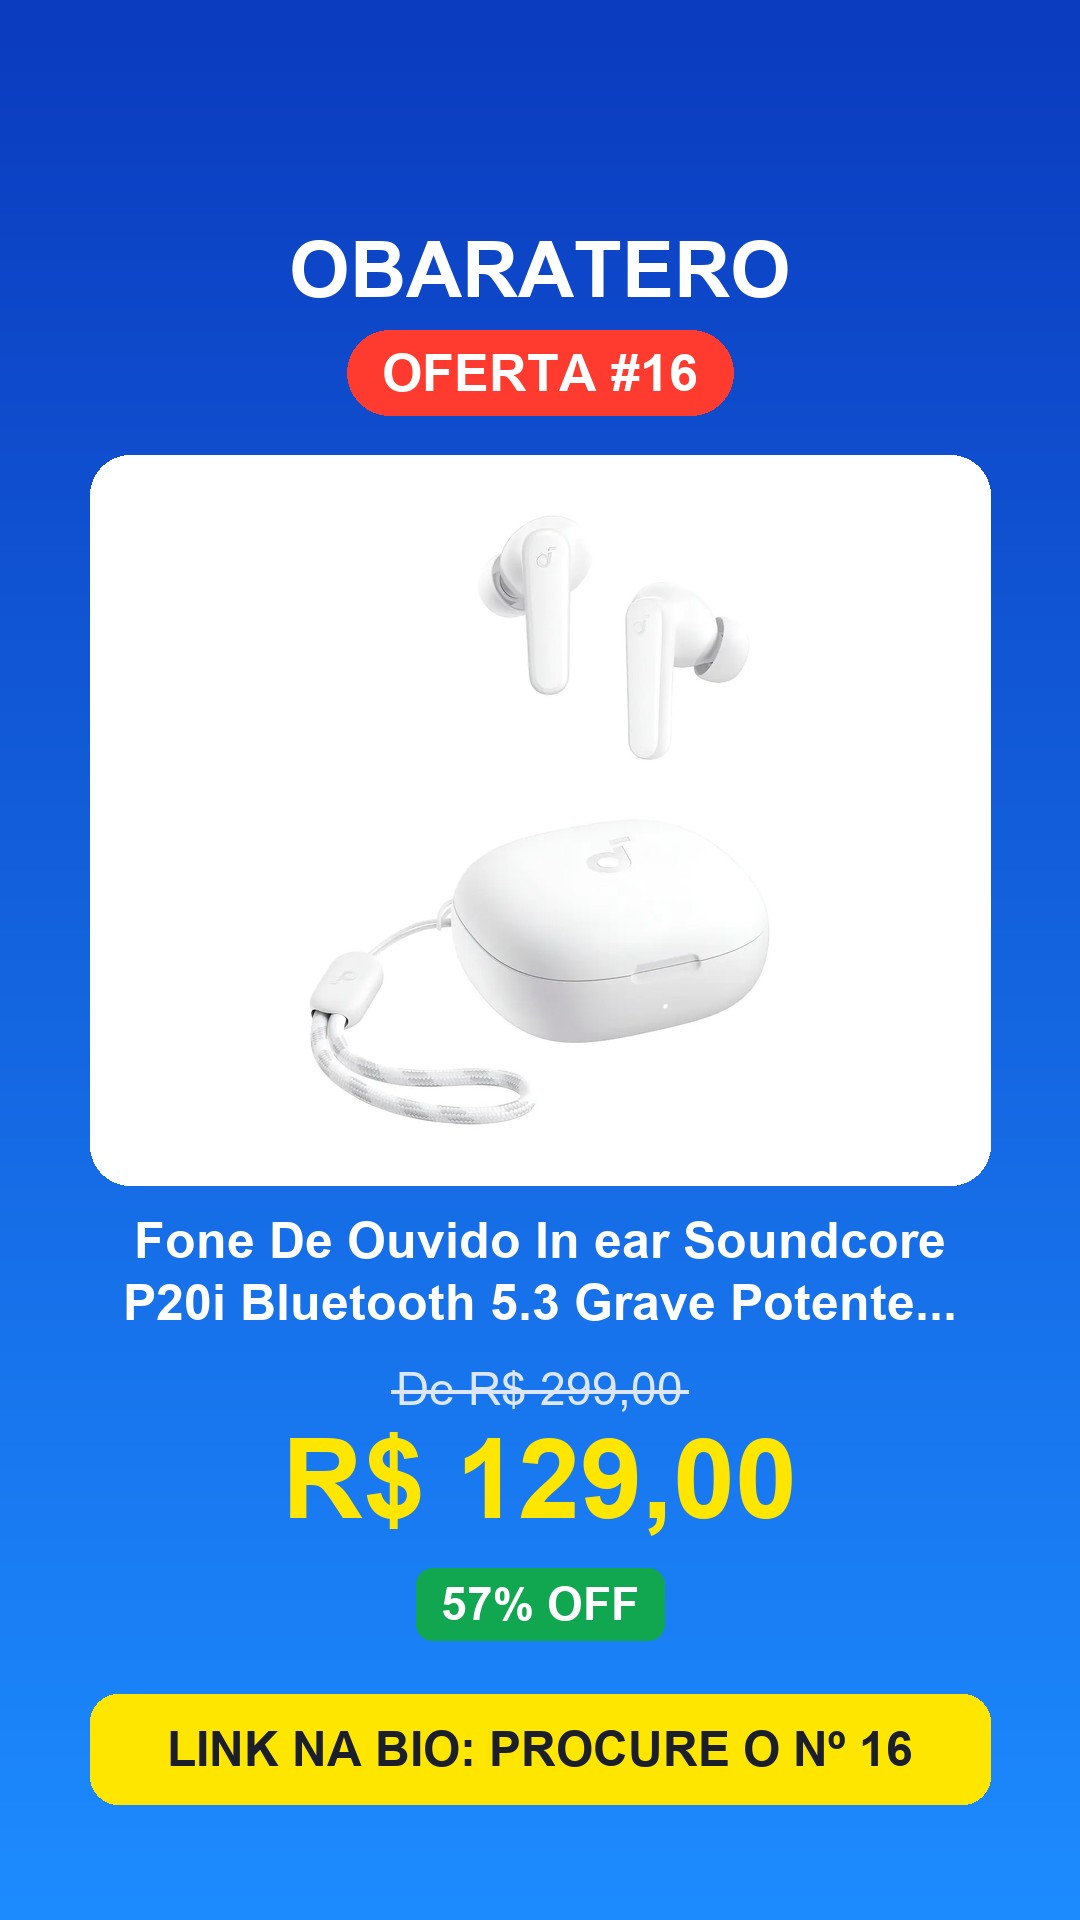 OBARATERO
OFERTA #16
Fone De Ouvido In ear Soundcore
P20i Bluetooth 5.3 Grave Potente...
De R$ 299,00
R$ 129,00
57% OFF
LINK NA BIO: PROCURE O Nº 16